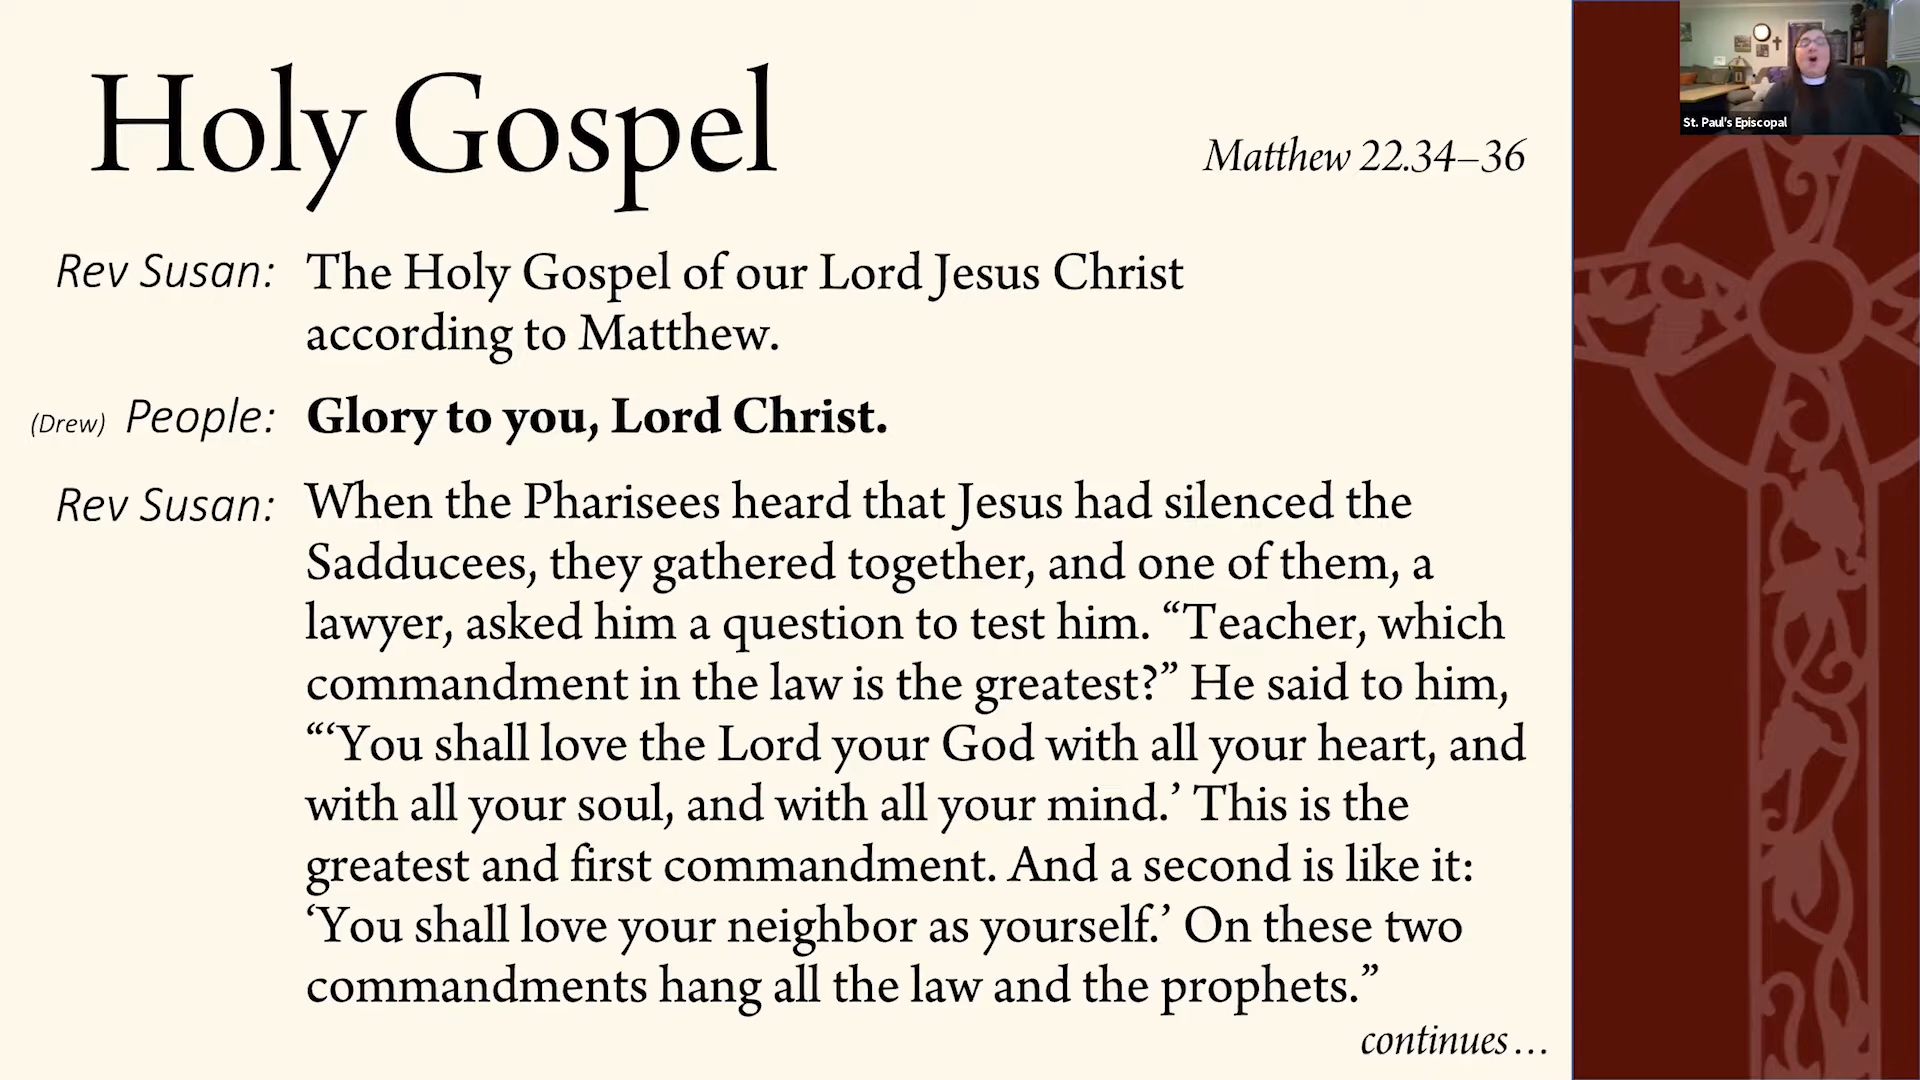 Holy Gospel
Matthew 22.34–36
St. Paul's Episcopal
Rev Susan: The Holy Gospel of our Lord Jesus Christ
according to Matthew.
(Drew) People: Glory to you, Lord Christ.
Rev Susan: When the Pharisees heard that Jesus had silenced the
Sadducees, they gathered together, and one of them, a
lawyer, asked him a question to test him. “Teacher, which
commandment in the law is the greatest?” He said to him,
“‘You shall love the Lord your God with all your heart, and
with all your soul, and with all your mind.’ This is the
greatest and first commandment. And a second is like it:
‘You shall love your neighbor as yourself.’ On these two
commandments hang all the law and the prophets.”
continues…